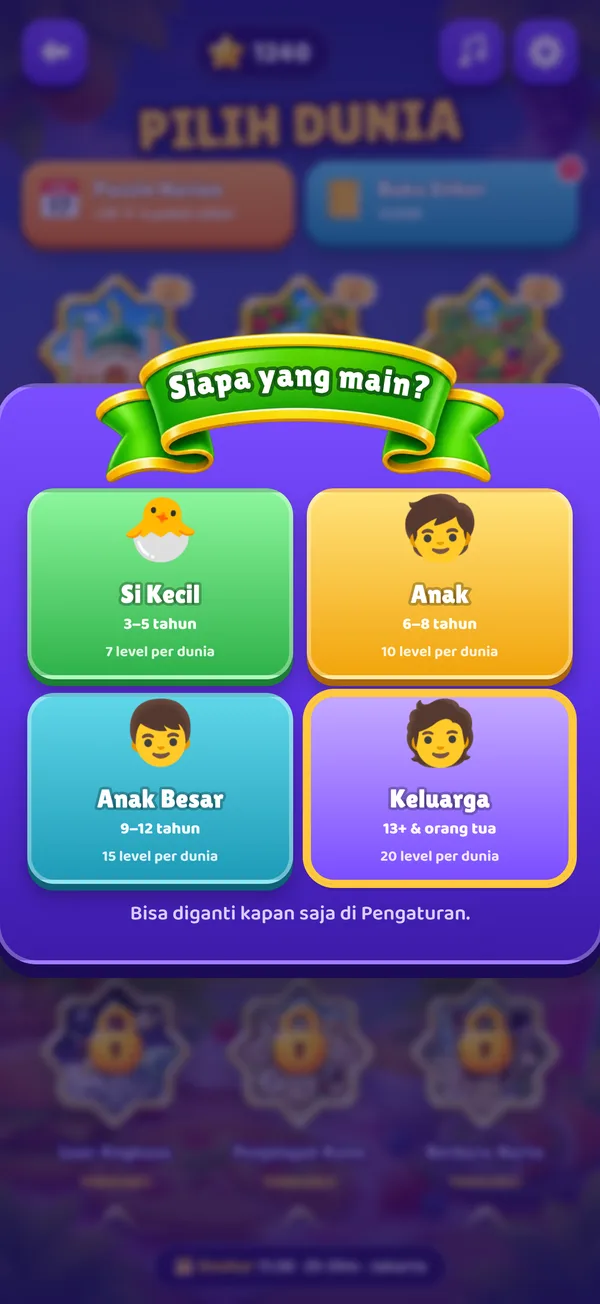 1240
PILIH DUNIA
Siapa yang main?
Si Kecil
3–5 tahun
7 level per dunia
Anak
6–8 tahun
10 level per dunia
Anak Besar
9–12 tahun
15 level per dunia
Keluarga
13+ & orang tua
20 level per dunia
Bisa diganti kapan saja di Pengaturan.